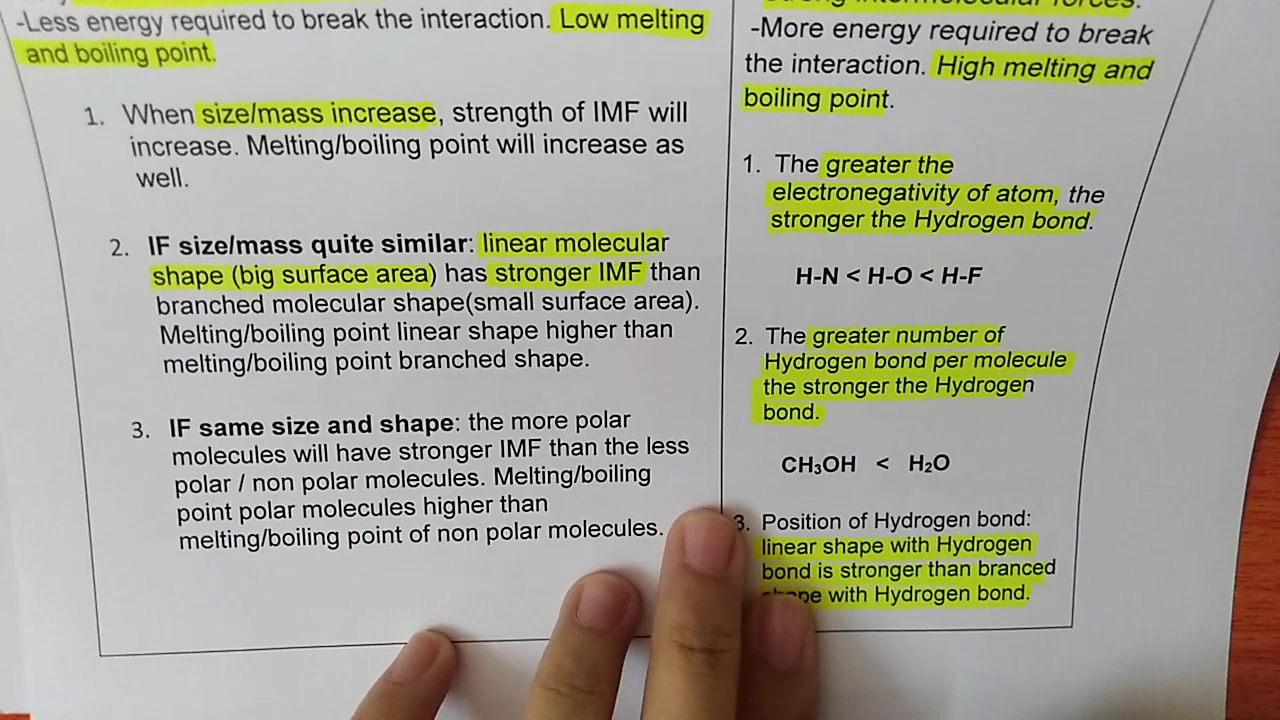 -Less energy required to break the interaction. Low melting
and boiling point.
1. When size/mass increase, strength of IMF will
increase. Melting/boiling point will increase as
well.
2. IF size/mass quite similar: linear molecular
shape (big surface area) has stronger IMF than
branched molecular shape(small surface area).
Melting/boiling point linear shape higher than
melting/boiling point branched shape.
3. IF same size and shape: the more polar
molecules will have stronger IMF than the less
polar / non polar molecules. Melting/boiling
point polar molecules higher than
melting/boiling point of non polar molecules.
strong intermolecular forces.
-More energy required to break
the interaction. High melting and
boiling point.
1. The greater the
electronegativity of atom, the
stronger the Hydrogen bond.
H-N < H-O < H-F
2. The greater number of
Hydrogen bond per molecule
the stronger the Hydrogen
bond.
CH₃OH < H₂O
3. Position of Hydrogen bond:
linear shape with Hydrogen
bond is stronger than branced
shape with Hydrogen bond.